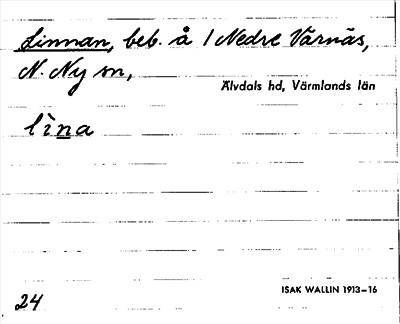 Linnan, beb. å 1 Nedre Värnäs,
N. Ny sn,
Älvdals hd, Värmlands län
lìna
ISAK WALLIN 1913–16
24